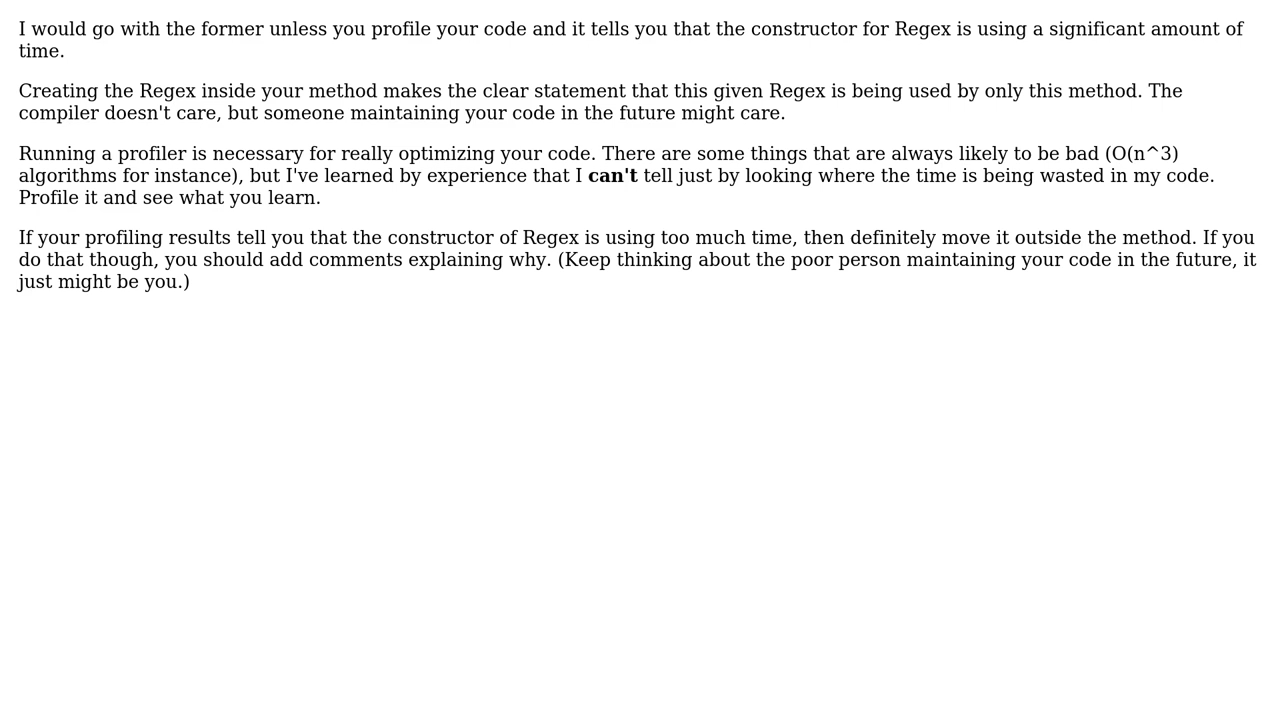 I would go with the former unless you profile your code and it tells you that the constructor for Regex is using a significant amount of
time.
Creating the Regex inside your method makes the clear statement that this given Regex is being used by only this method. The
compiler doesn't care, but someone maintaining your code in the future might care.
Running a profiler is necessary for really optimizing your code. There are some things that are always likely to be bad (O(n^3)
algorithms for instance), but I've learned by experience that I can't tell just by looking where the time is being wasted in my code.
Profile it and see what you learn.
If your profiling results tell you that the constructor of Regex is using too much time, then definitely move it outside the method. If you
do that though, you should add comments explaining why. (Keep thinking about the poor person maintaining your code in the future, it
just might be you.)